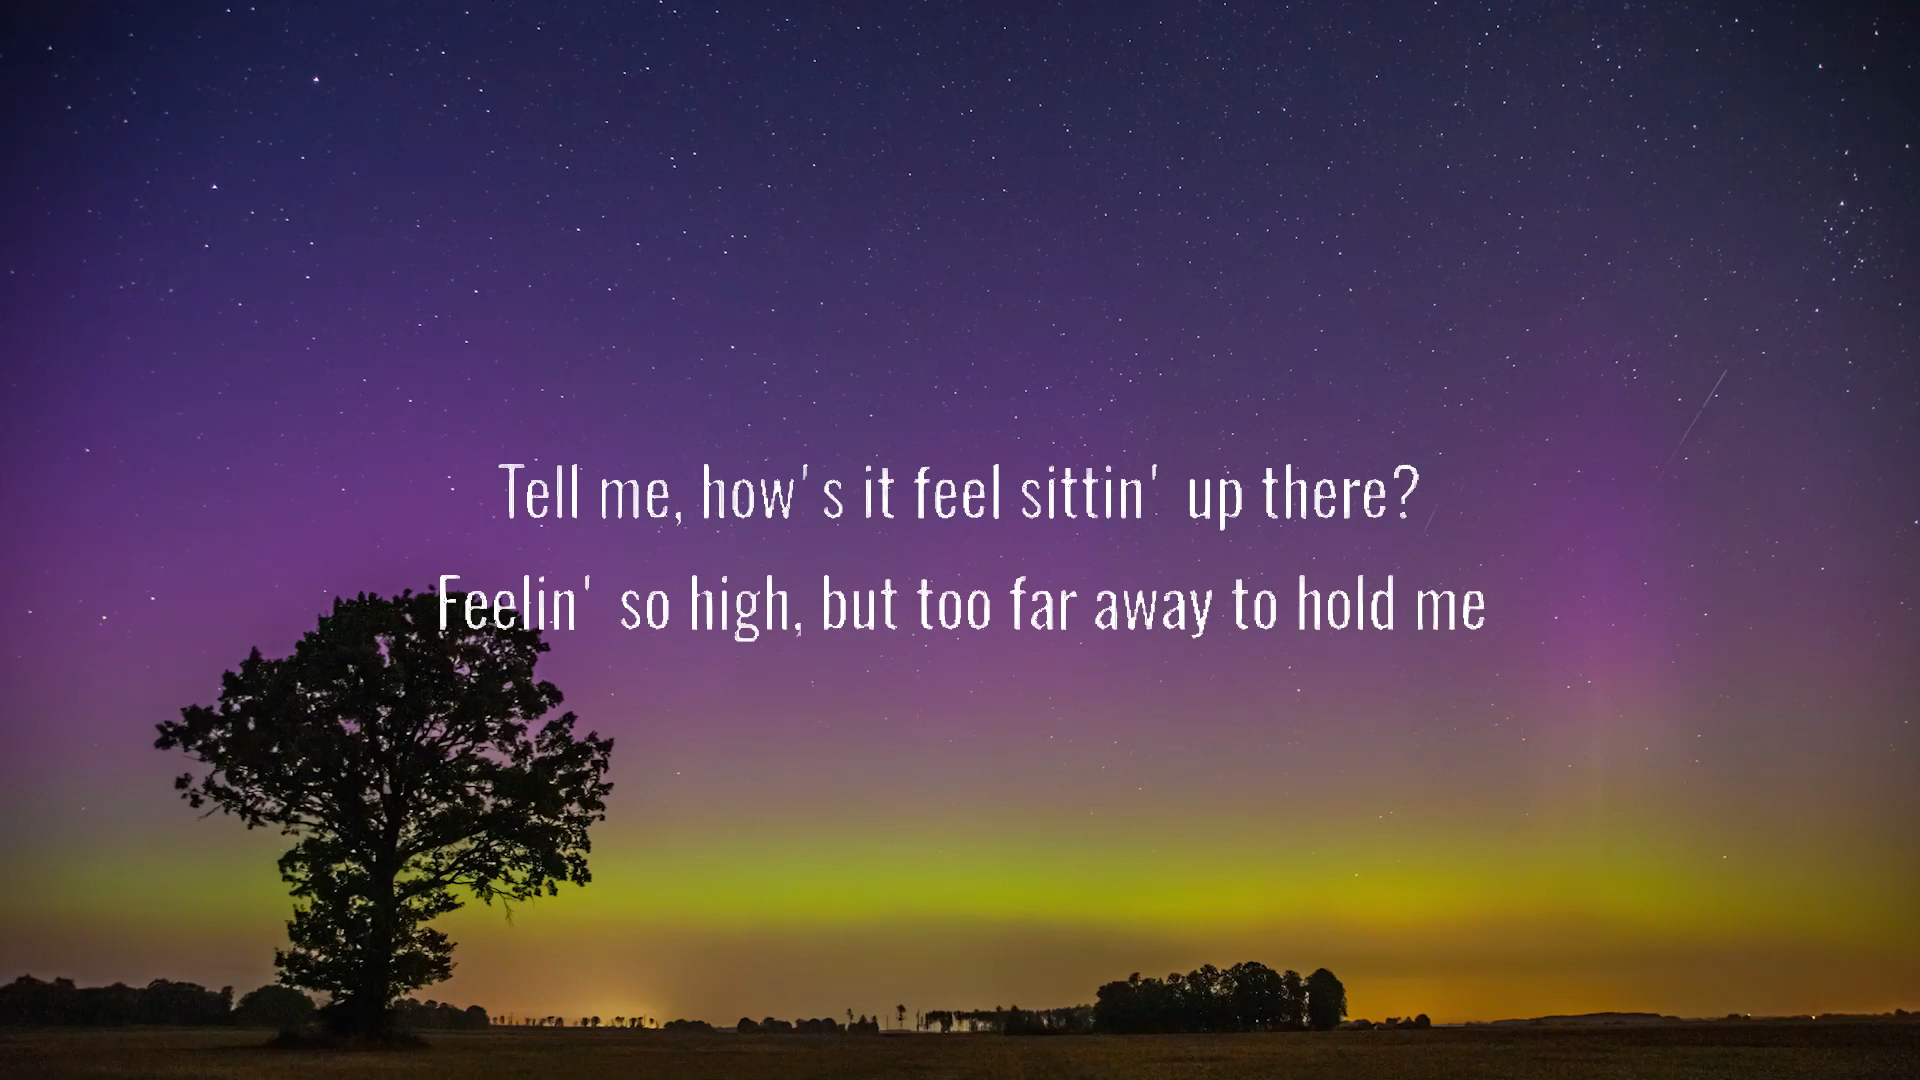 Tell me, how's it feel sittin' up there?
Feelin' so high, but too far away to hold me